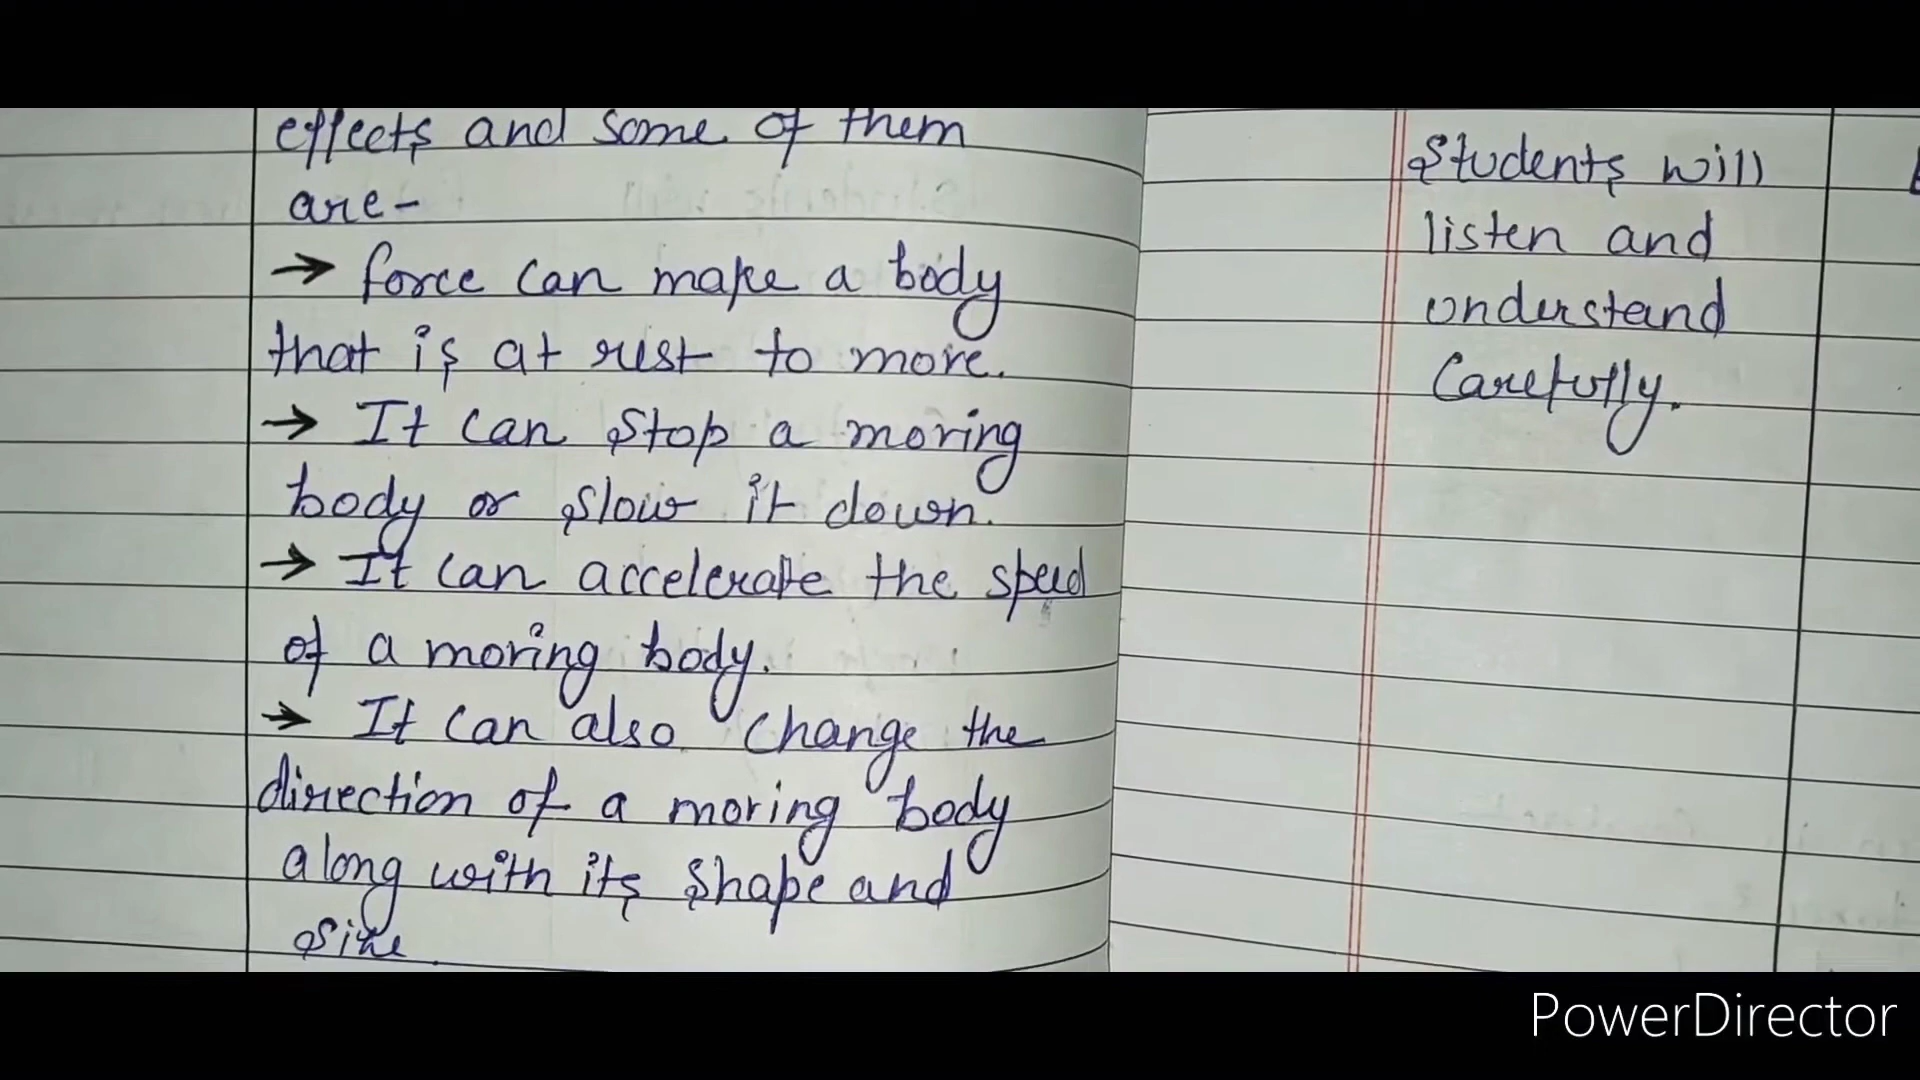 effects and some of them
are-
→ force can make a body
that is at rest to move.
→ It can stop a moving
body or slow it down.
→ It can accelerate the speed
of a moving body.
→ It can also change the
direction of a moving body
along with its shape and
size.
Students will
listen and
understand
Carefully.
PowerDirector